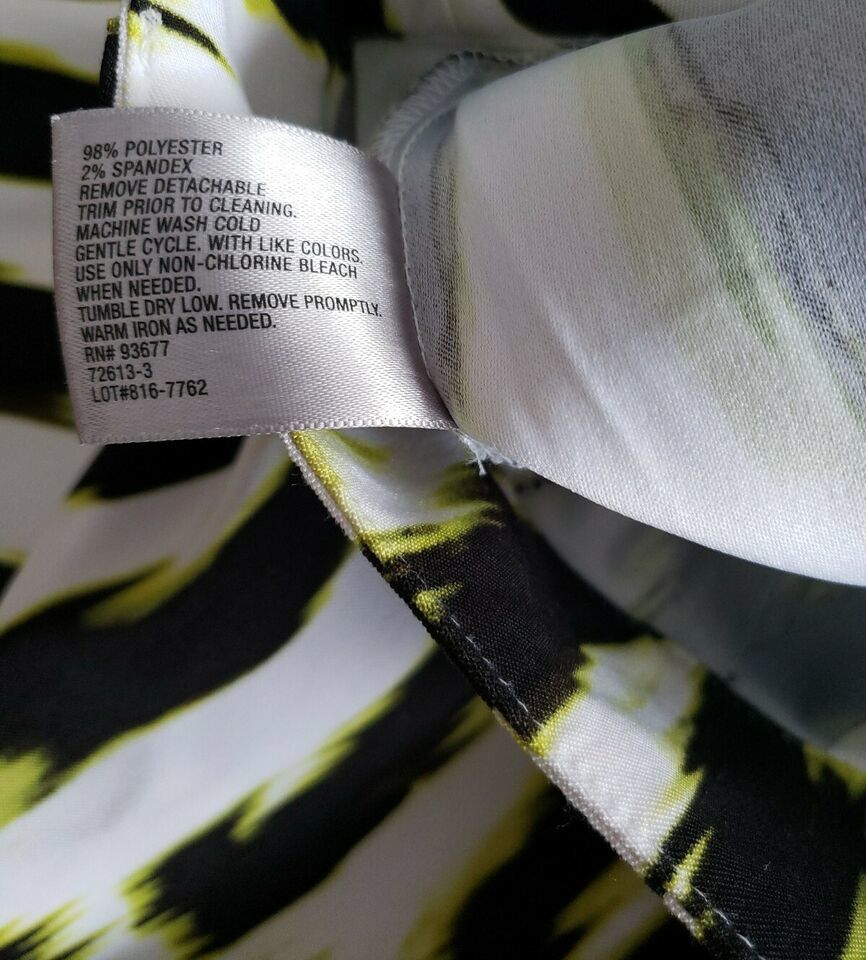 98% POLYESTER
2% SPANDEX
REMOVE DETACHABLE
TRIM PRIOR TO CLEANING.
MACHINE WASH COLD
GENTLE CYCLE. WITH LIKE COLORS.
USE ONLY NON-CHLORINE BLEACH
WHEN NEEDED.
TUMBLE DRY LOW. REMOVE PROMPTLY.
WARM IRON AS NEEDED.
RN# 93677
72613-3
LOT#816-7762